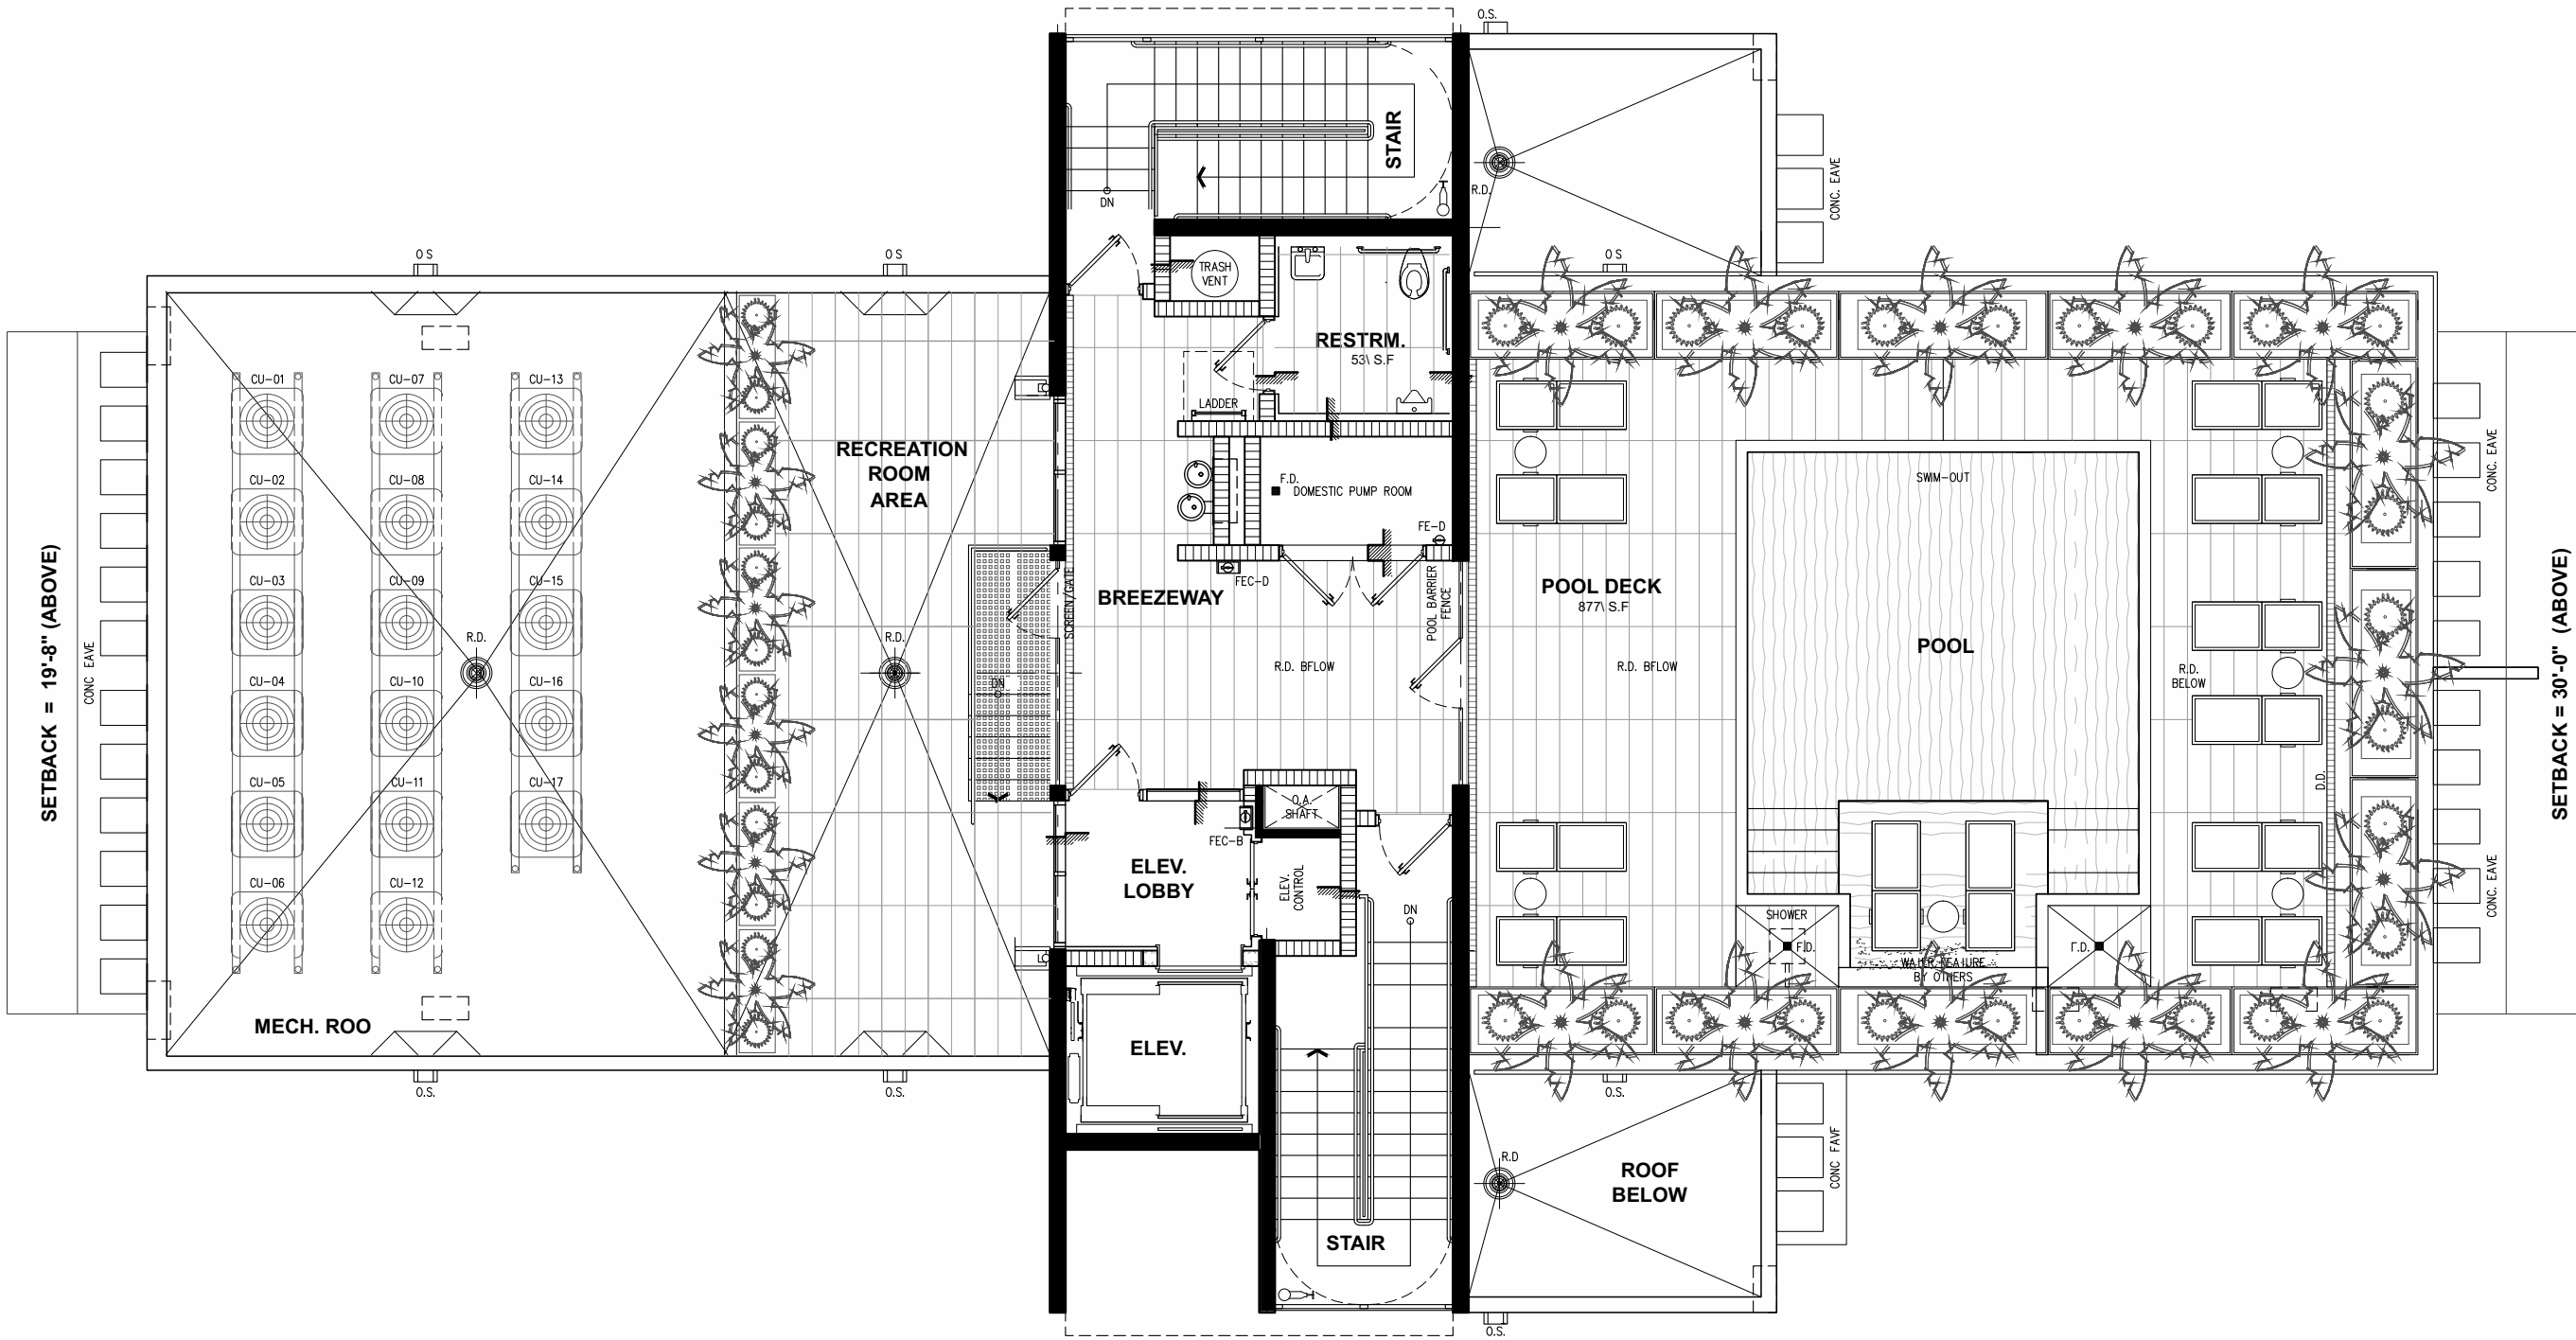 O.S.
STAIR
DN
R.D.
CONC. EAVE
O S
O S
O S
TRASH
VENT
RESTRM.
53\ S.F
LADDER
CU-01
CU-07
CU-13
CU-02
CU-08
CU-14
CU-03
CU-09
CU-15
CU-04
CU-10
CU-16
CU-05
CU-11
CU-17
CU-06
CU-12
R.D.
MECH. ROO
SETBACK = 19'-8" (ABOVE)
CONC EAVE
RECREATION
ROOM
AREA
R.D.
DN
SCREEN/GATE
F.D.
DOMESTIC PUMP ROOM
FE-D
FEC-D
BREEZEWAY
POOL BARRIER
FENCE
R.D. BFLOW
POOL DECK
877\ S.F
R.D. BFLOW
SWIM-OUT
POOL
R.D.
BELOW
D.D.
CONC. EAVE
CONC. EAVE
SETBACK = 30'-0" (ABOVE)
O.A.
SHAFT
FEC-B
ELEV.
LOBBY
ELEV.
CONTROL
DN
SHOWER
F.D.
WATER FEATURE
BY OTHERS
F.D.
ELEV.
O.S.
O.S.
O.S.
STAIR
R.D
ROOF
BELOW
CONC FAVF
O.S.